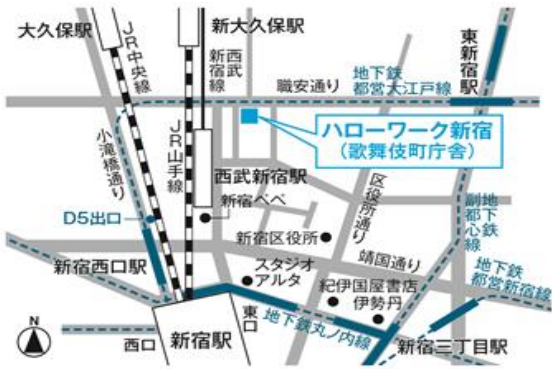 大久保駅
新大久保駅
JR中央線
西武
新宿線
職安通り
地下鉄
都営大江戸線
東新宿駅
ハローワーク新宿
(歌舞伎町庁舎)
小滝橋通り
JR山手線
西武新宿駅
新宿ペペ
区役所通り
地下鉄
副都心線
D5出口
新宿区役所
靖国通り
新宿西口駅
スタジオ
アルタ
紀伊国屋書店
伊勢丹
地下鉄
都営新宿線
N
西口
新宿駅
東口
地下鉄丸ノ内線
新宿三丁目駅